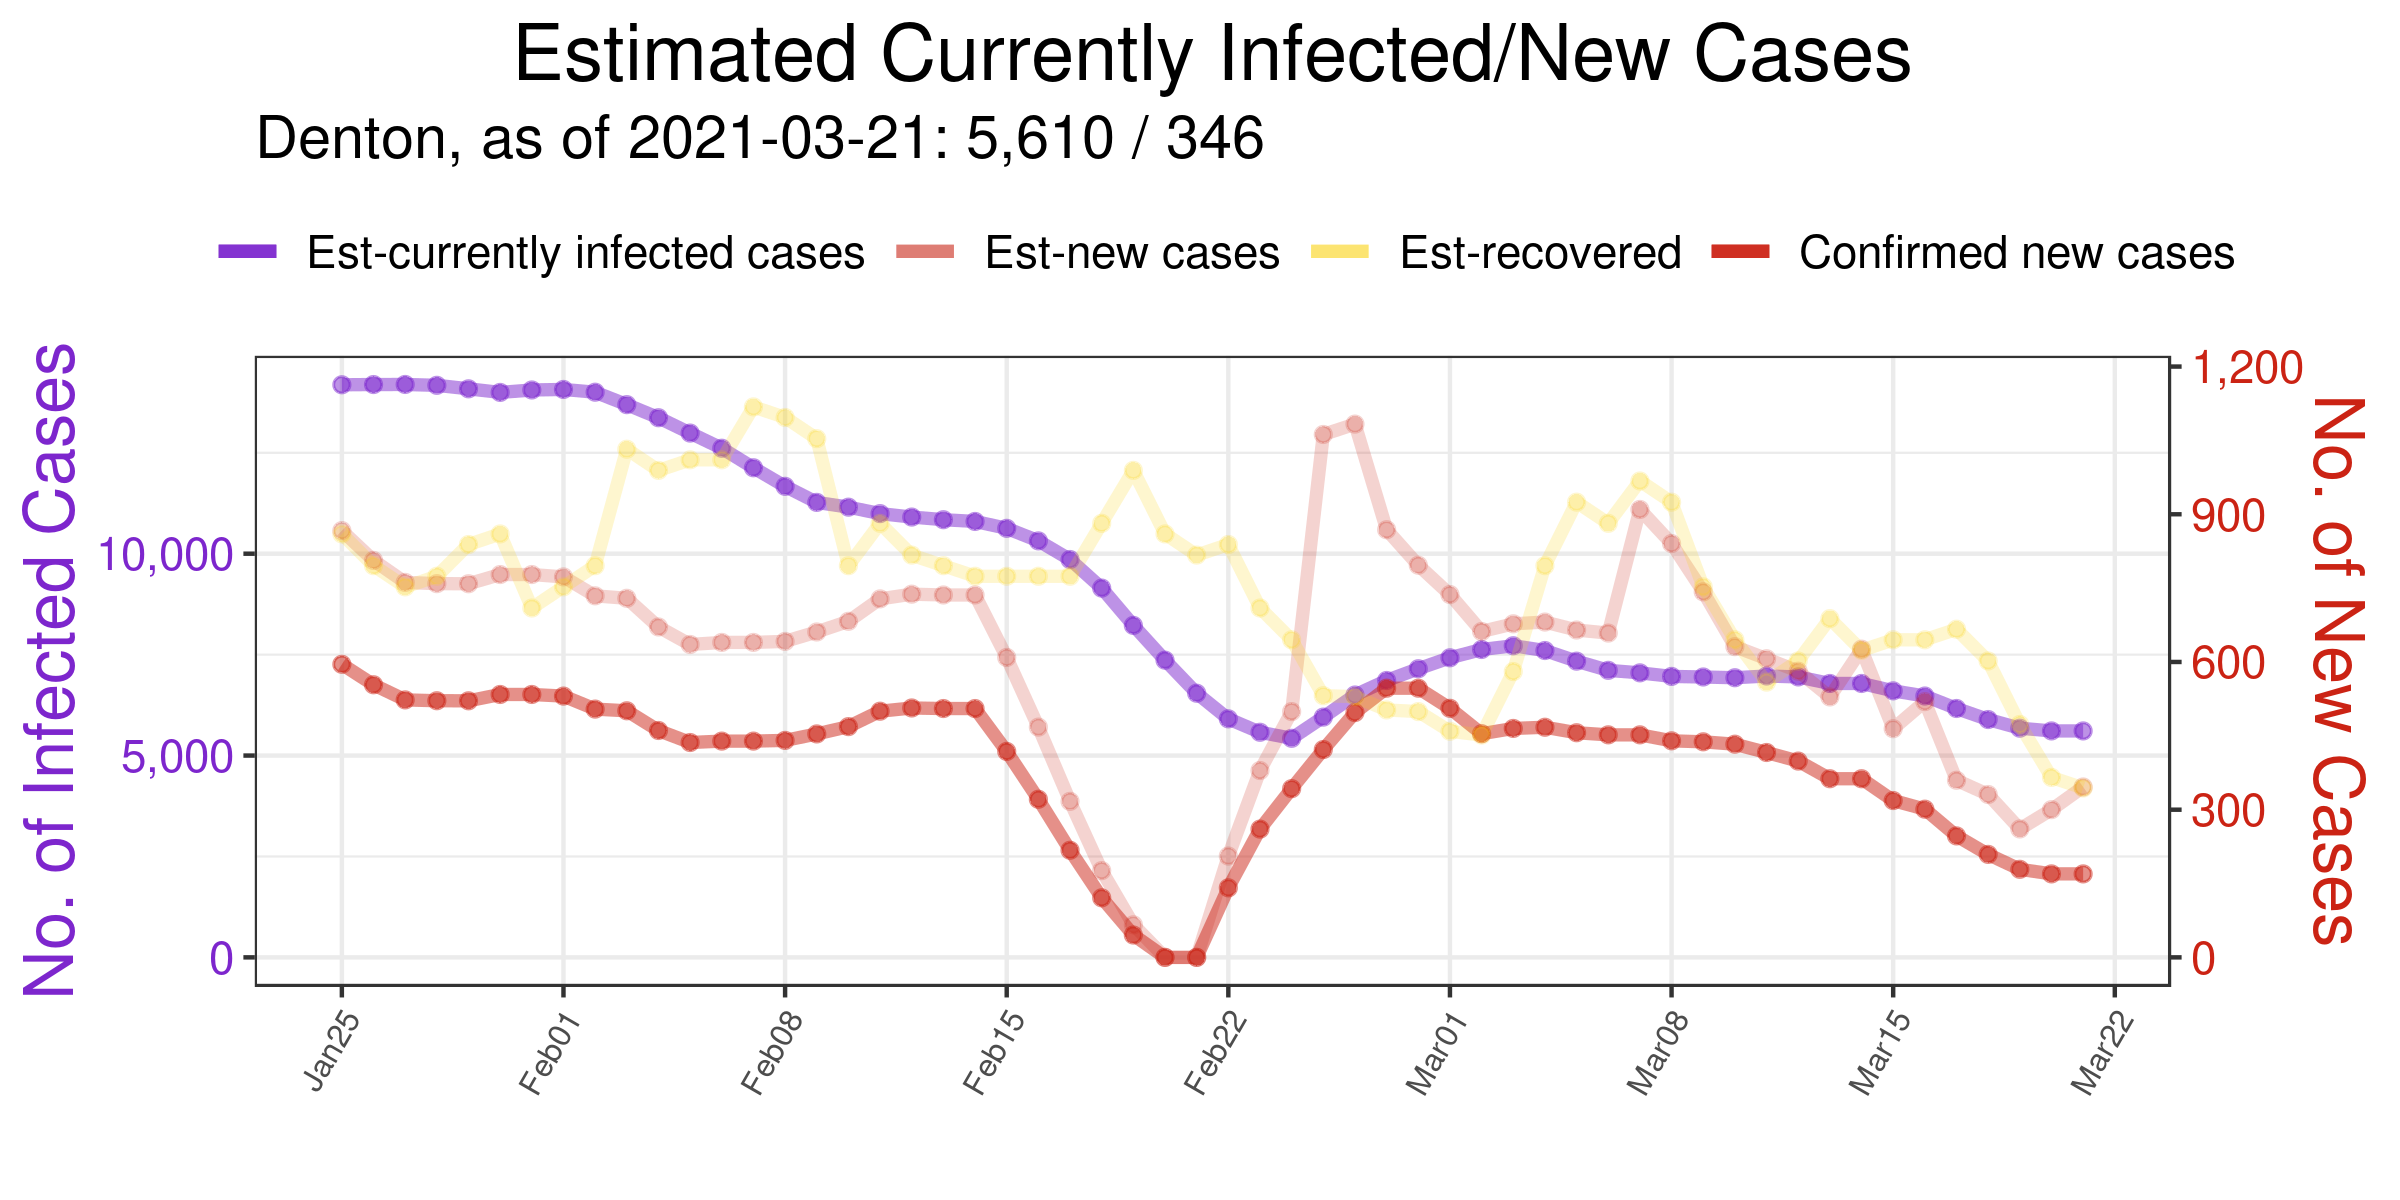 Estimated Currently Infected/New Cases
Denton, as of 2021-03-21: 5,610 / 346
Est-currently infected cases Est-new cases Est-recovered Confirmed new cases
No. of Infected Cases
10,000
5,000
0
1,200
900
600
300
0
No. of New Cases
Jan25 Feb01 Feb08 Feb15 Feb22 Mar01 Mar08 Mar15 Mar22